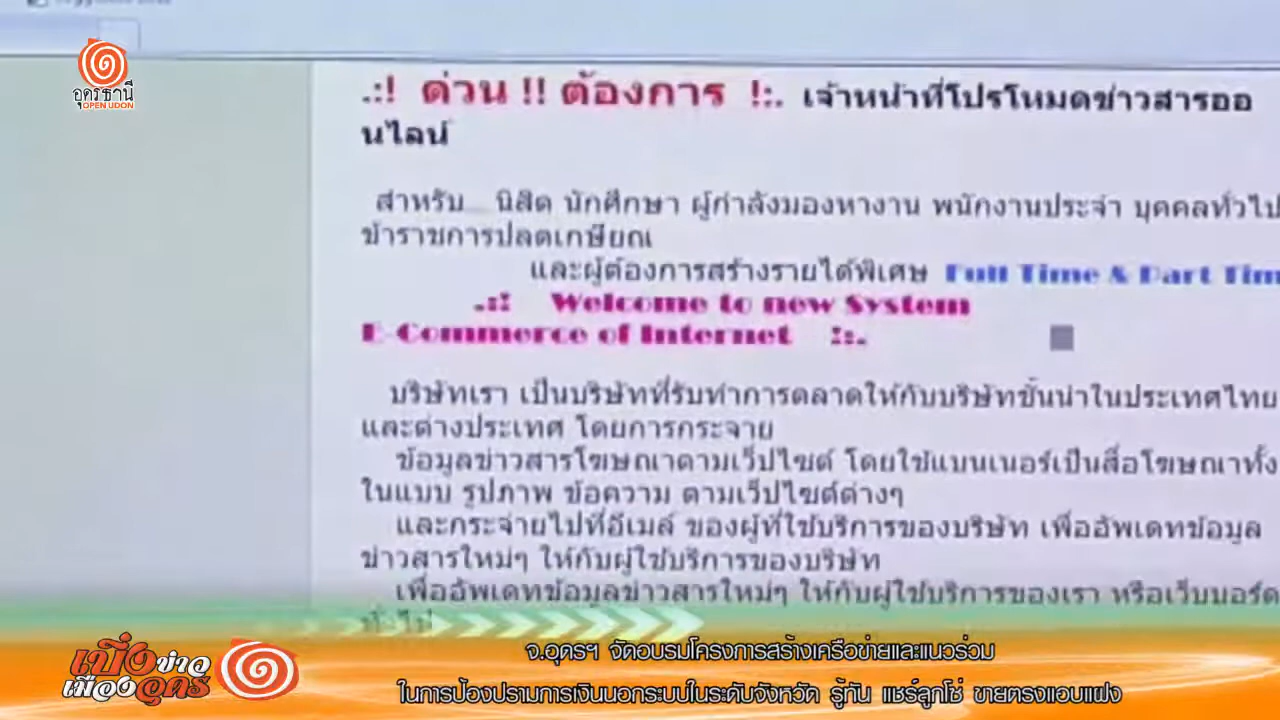 อุดรธานี
OPEN UDON
.:! ด่วน !! ต้องการ !:. เจ้าหน้าที่โปรโหมดข่าวสารออ
นไลน์
สำหรับ นิสิต นักศึกษา ผู้กำลังมองหางาน พนักงานประจำ บุคคลทั่วไป
ข้าราชการปลดเกษียณ
และผู้ต้องการสร้างรายได้พิเศษ Full Time & Part Tim
.:! Welcome to new System
E-Commerce of Internet !:.
บริษัทเรา เป็นบริษัทที่รับทำการตลาดให้กับบริษัทชั้นนำในประเทศไทย
และต่างประเทศ โดยการกระจาย
ข้อมูลข่าวสารโฆษณาตามเว็ปไซต์ โดยใช้แบนเนอร์เป็นสื่อโฆษณาทั้ง
ในแบบ รูปภาพ ข้อความ ตามเว็ปไซต์ต่างๆ
และกระจ่ายไปที่อีเมล์ ของผู้ที่ใช้บริการของบริษัท เพื่ออัพเดทข้อมูล
ข่าวสารใหม่ๆ ให้กับผู้ใช้บริการของบริษัท
เพื่ออัพเดทข้อมูลข่าวสารใหม่ๆ ให้กับผู้ใช้บริการของเรา หรือเว็บบอร์ด
ทั่วไป
เบิ่งข่าว
เมืองอุดร
จ.อุดรฯ จัดอบรมโครงการสร้างเครือข่ายและแนวร่วม
ในการป้องปรามการเงินนอกระบบในระดับจังหวัด รู้ทัน แชร์ลูกโซ่ ขายตรงแอบแฝง